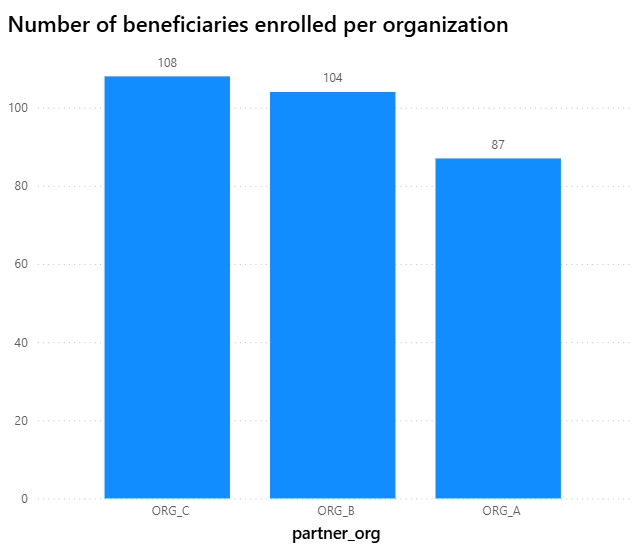 Number of beneficiaries enrolled per organization
108
104
87
100
80
60
40
20
0
ORG_C
ORG_B
ORG_A
partner_org